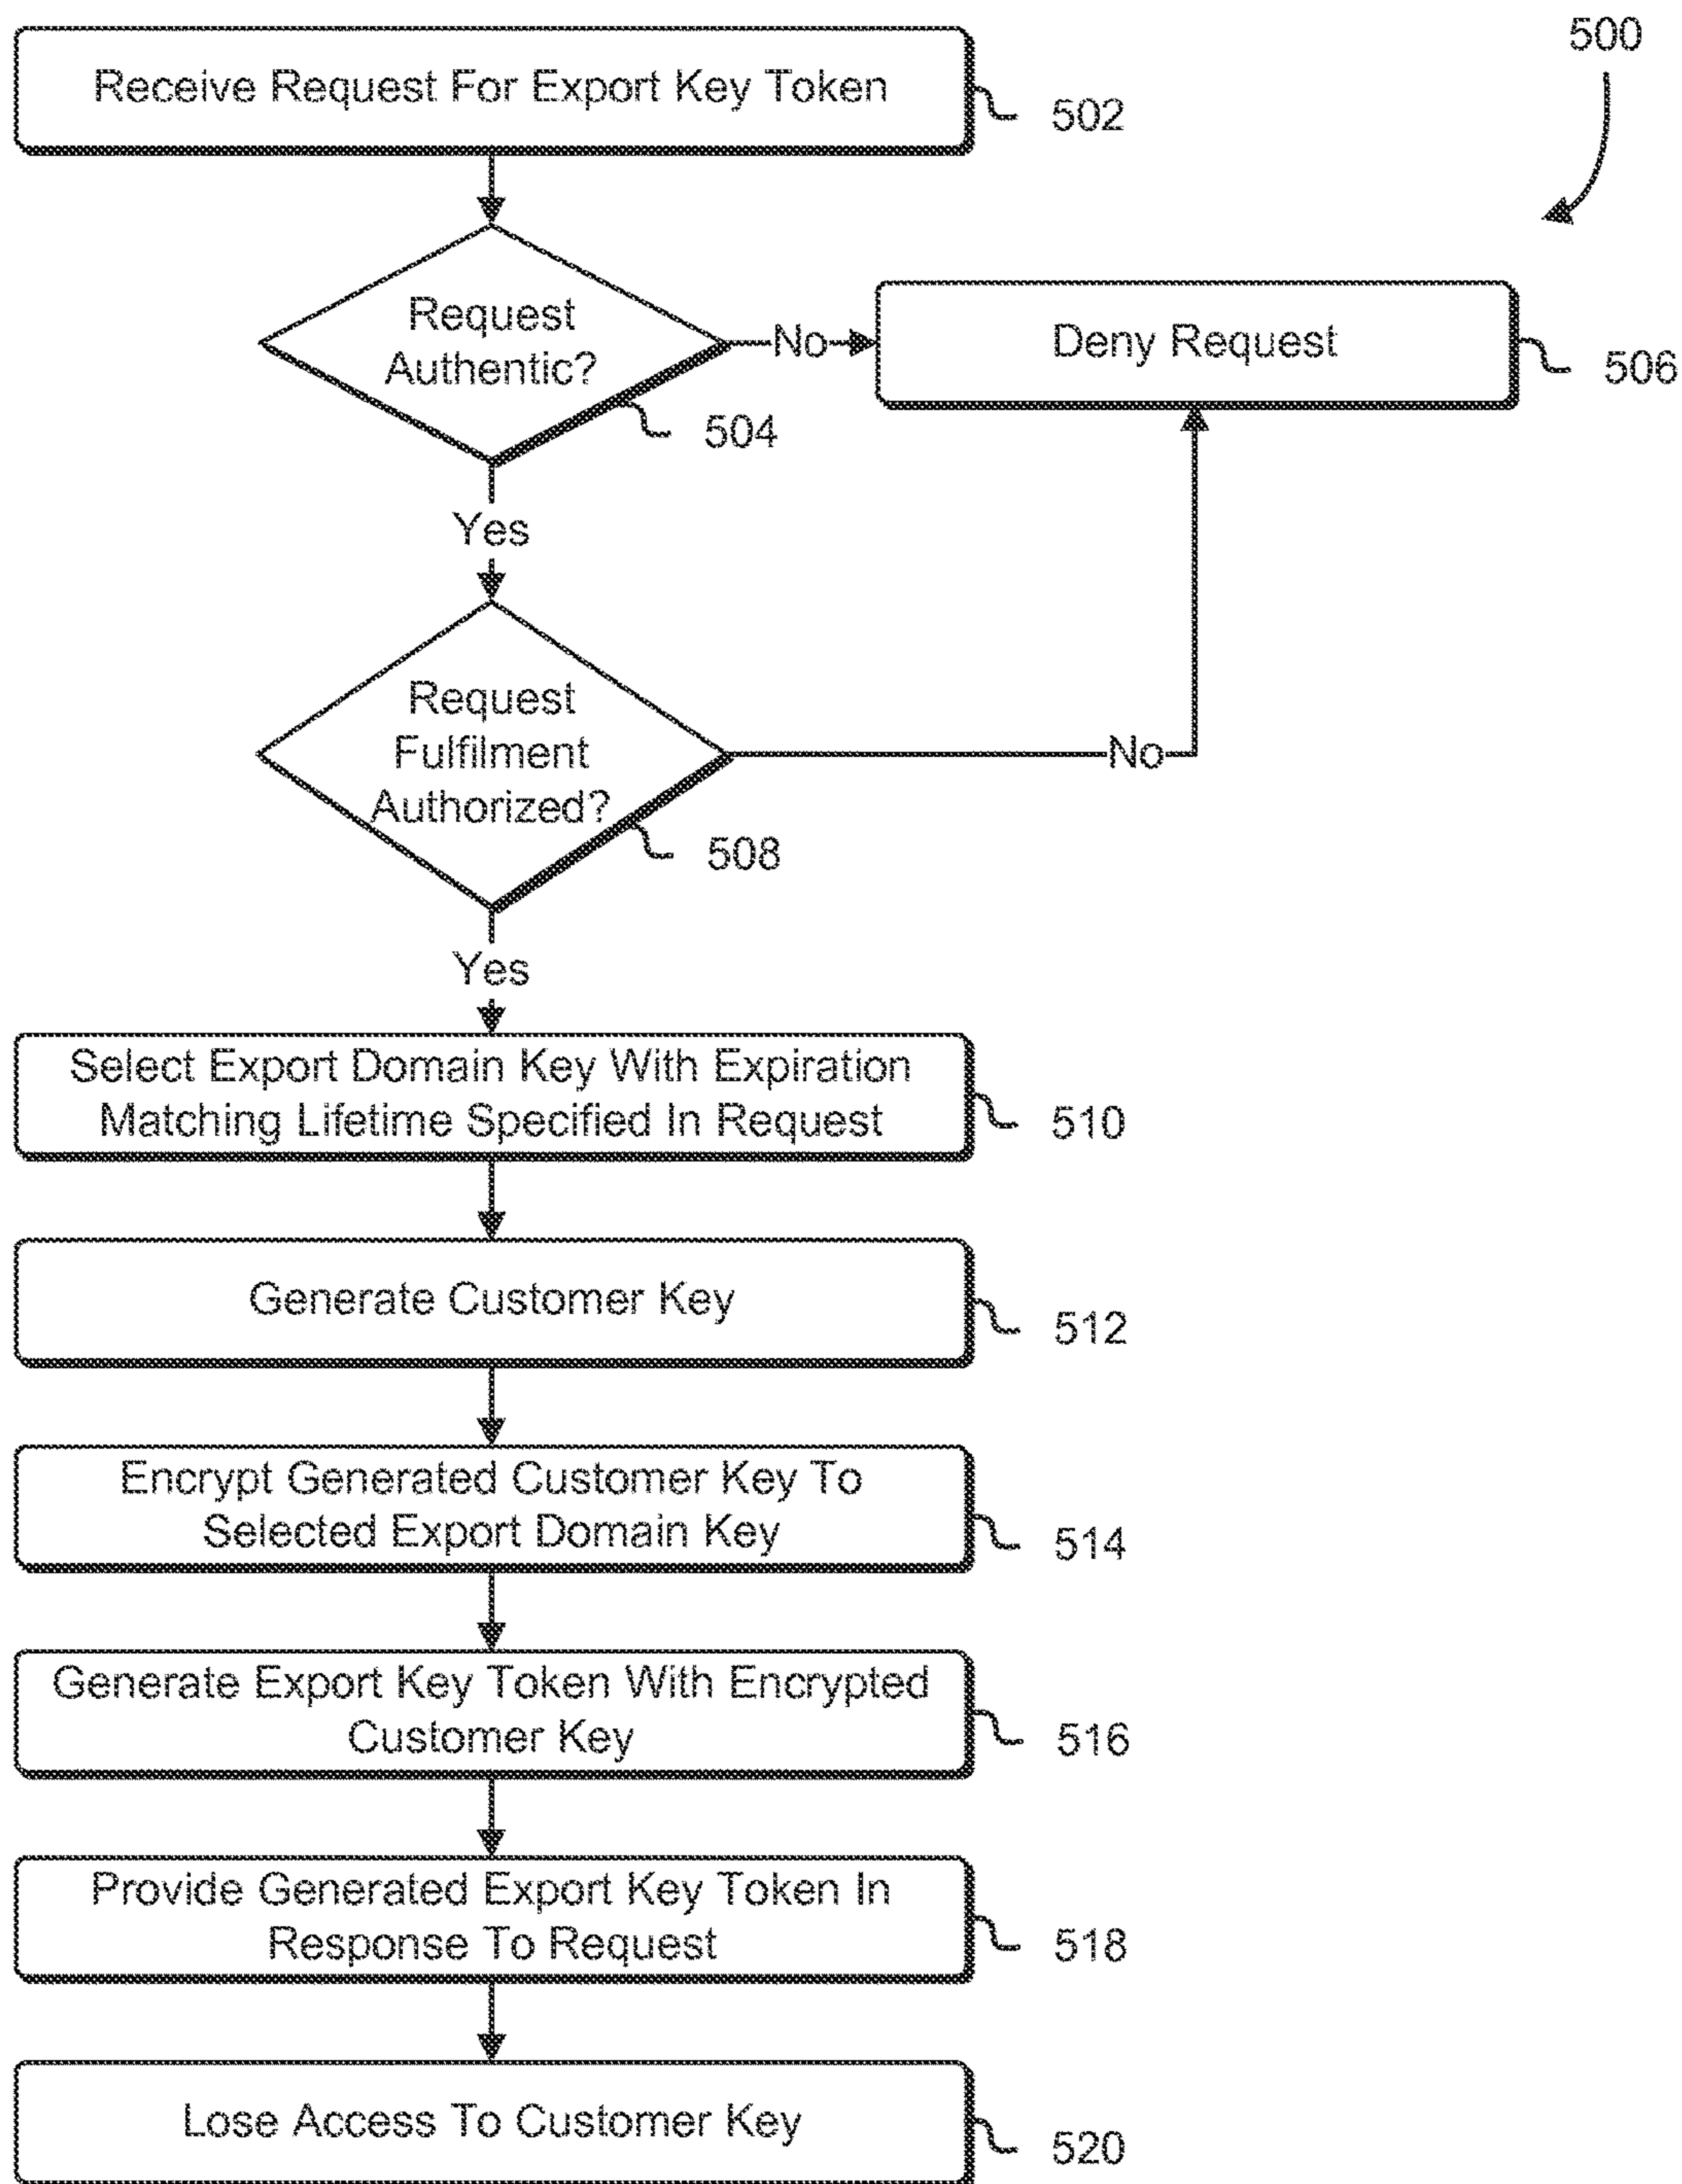 500
Receive Request For Export Key Token
502
Request
Authentic?
504
No
Deny Request
506
Yes
Request
Fulfilment
Authorized?
508
No
Yes
Select Export Domain Key With Expiration
Matching Lifetime Specified In Request
510
Generate Customer Key
512
Encrypt Generated Customer Key To
Selected Export Domain Key
514
Generate Export Key Token With Encrypted
Customer Key
516
Provide Generated Export Key Token In
Response To Request
518
Lose Access To Customer Key
520